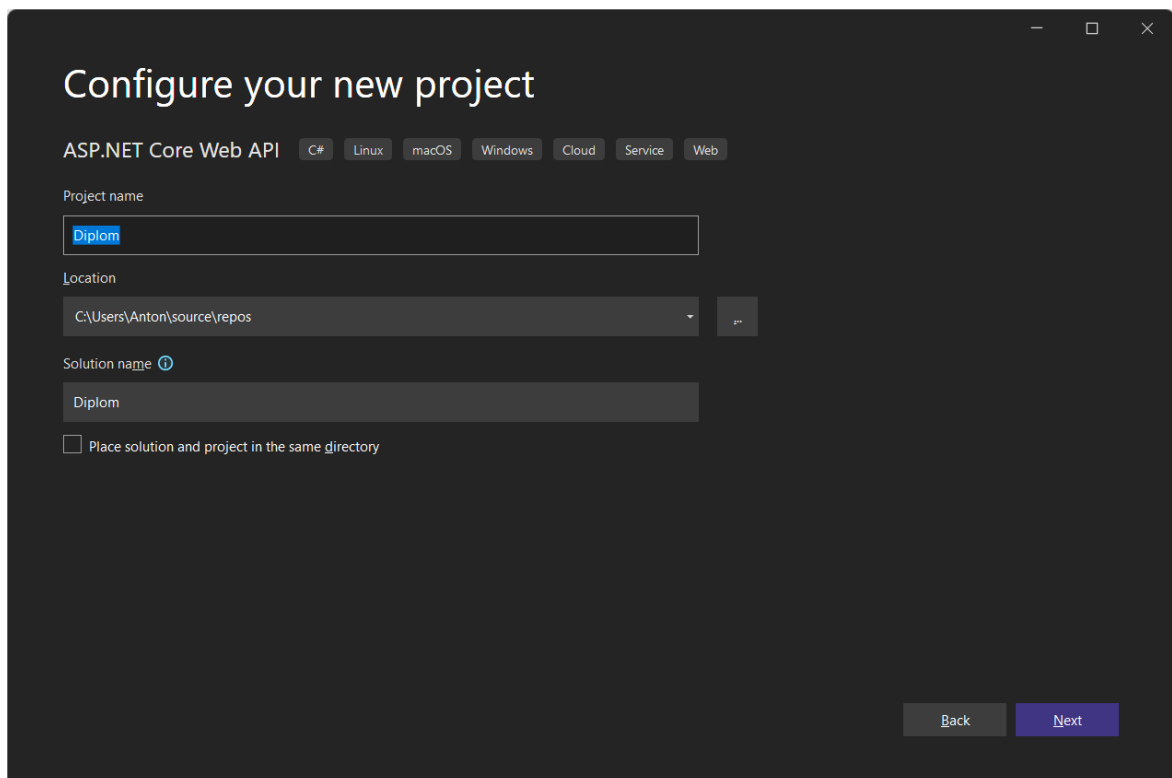 Configure your new project
ASP.NET Core Web API C# Linux macOS Windows Cloud Service Web
Project name
Diplom
Location
C:\Users\Anton\source\repos
...
Solution name
Diplom
Place solution and project in the same directory
Back Next